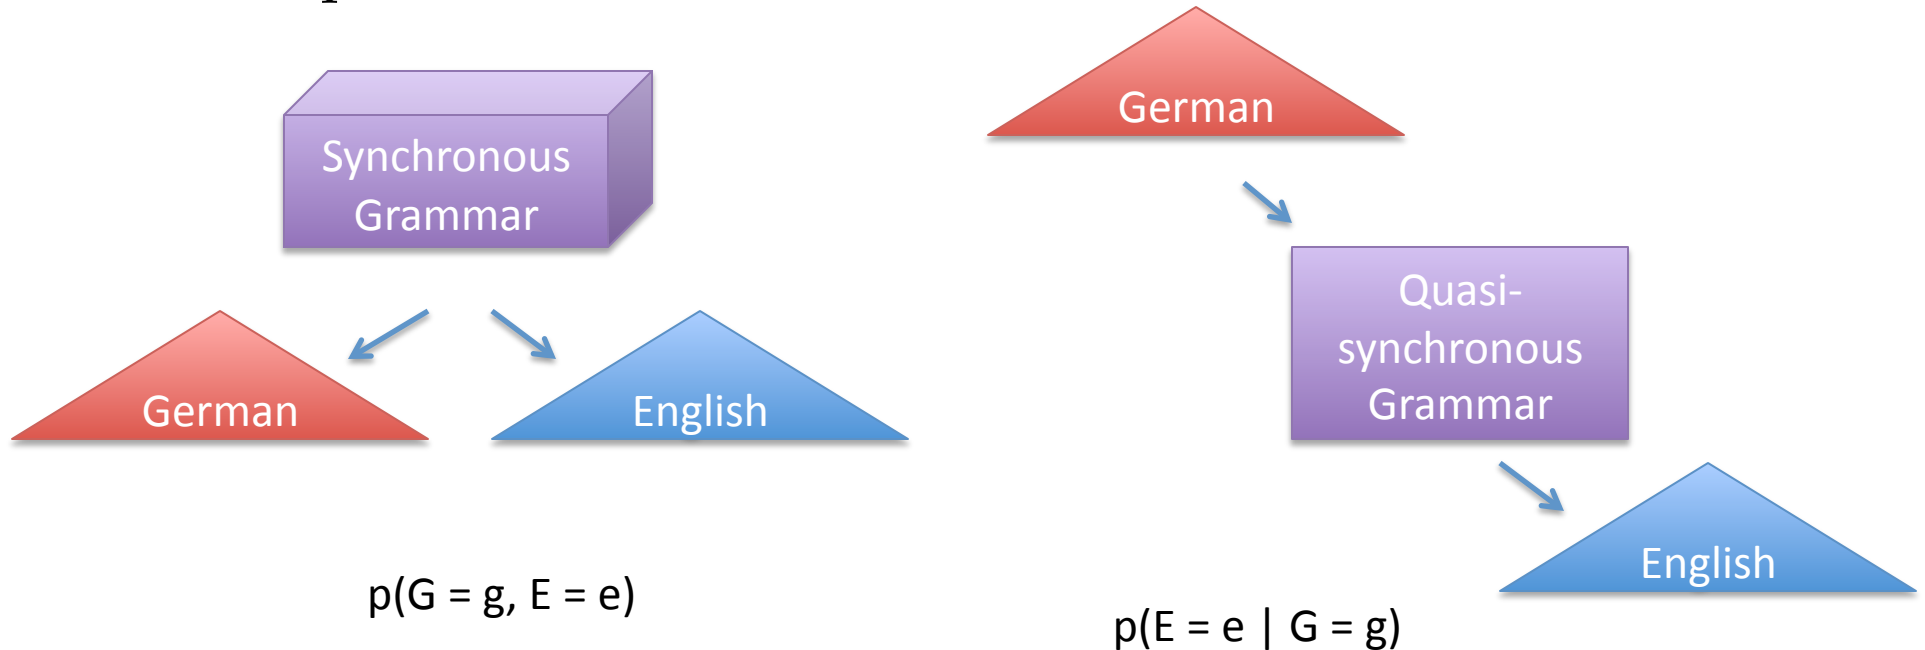 Synchronous
Grammar
German
English
p(G = g, E = e)
German
Quasi-
synchronous
Grammar
English
p(E = e | G = g)